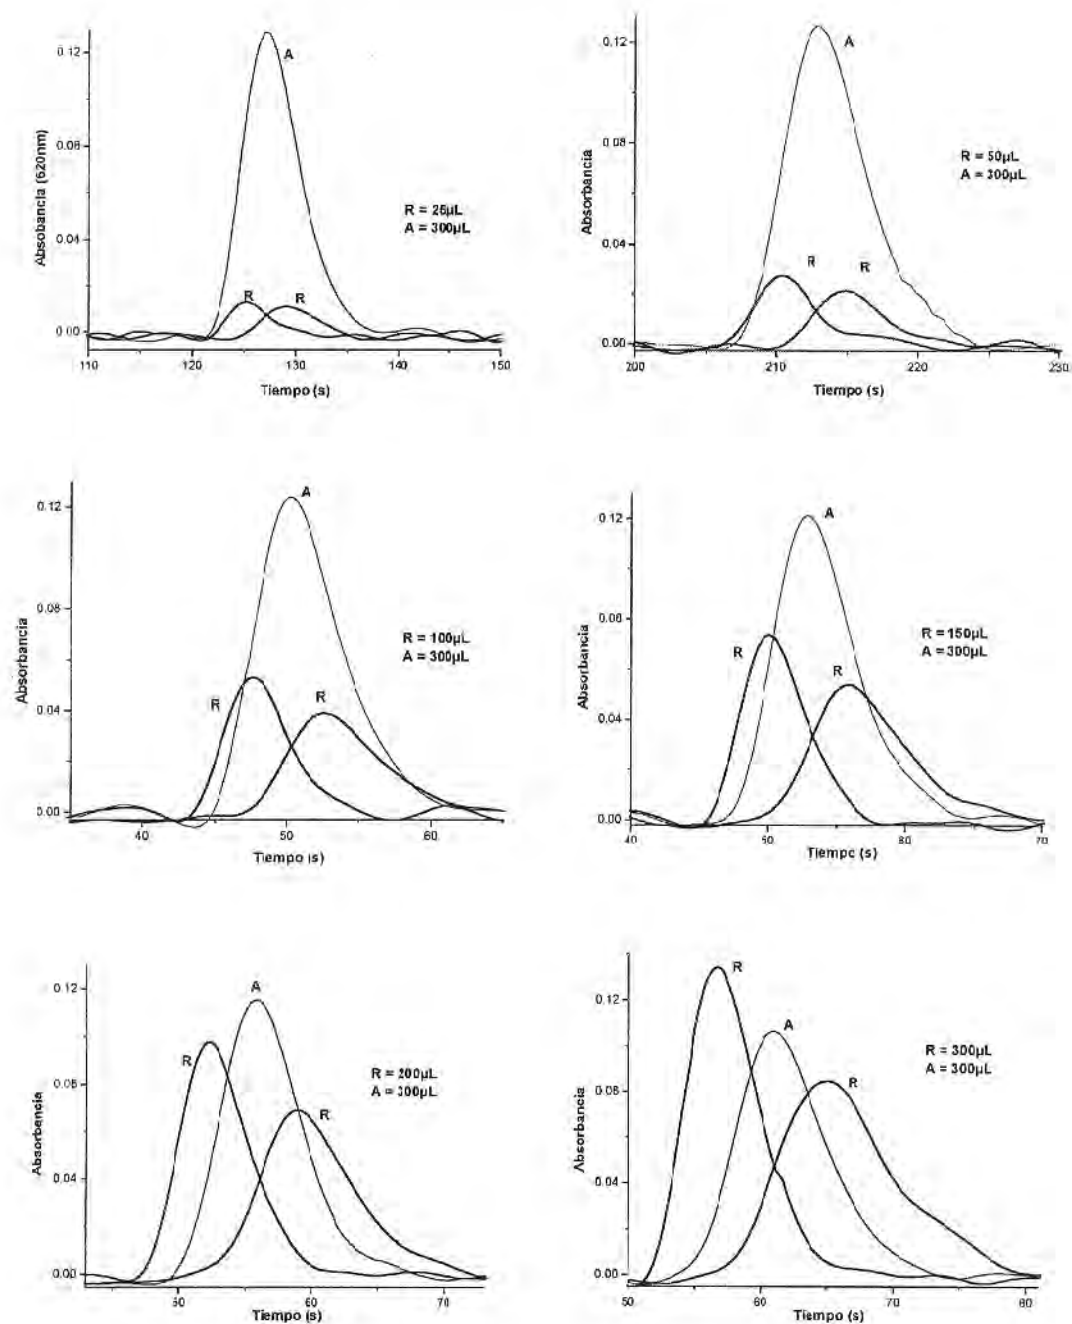 0.12
A
Absobancia (620nm)
0.08
R = 25µL
A = 300µL
0.04
R
R
0.00
110
120
130
140
150
Tiempo (s)
0.12
A
Absorbancia
0.08
R = 50µL
A = 300µL
0.04
R
R
0.00
200
210
220
230
Tiempo (s)
0.12
A
Absorbancia
0.08
R = 100µL
A = 300µL
0.04
R
R
0.00
40
50
60
Tiempo (s)
0.12
A
Absorbancia
0.08
R = 150µL
A = 300µL
R
R
0.04
0.00
40
60
80
70
Tiempo (s)
0.12
A
Absorbencia
R
R = 200µL
A = 300µL
R
0.04
0.00
60
70
Tiempo (s)
R
0.12
A
Absorbancia
R = 300µL
A = 300µL
0.08
R
0.04
0.00
50
60
70
Tiempo (s)